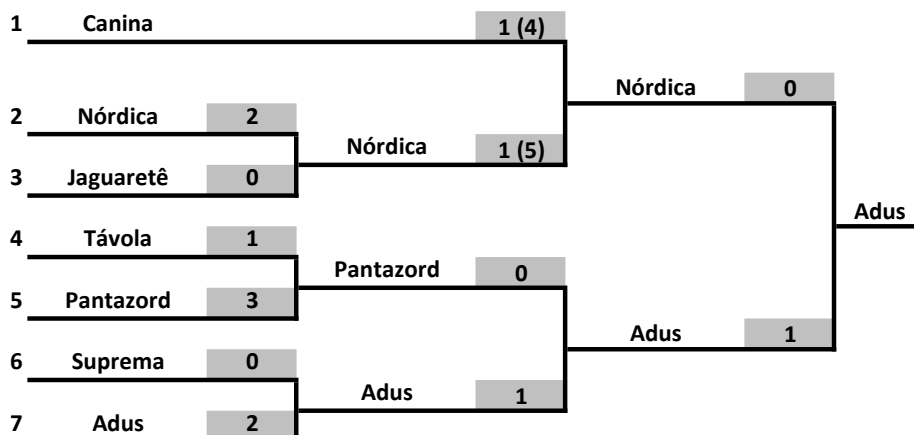 1 Canina 1 (4)
Nórdica 0
2 Nórdica 2
Nórdica 1 (5)
3 Jaguaretê 0
Adus
4 Távola 1
Pantazord 0
5 Pantazord 3
Adus 1
6 Suprema 0
Adus 1
7 Adus 2